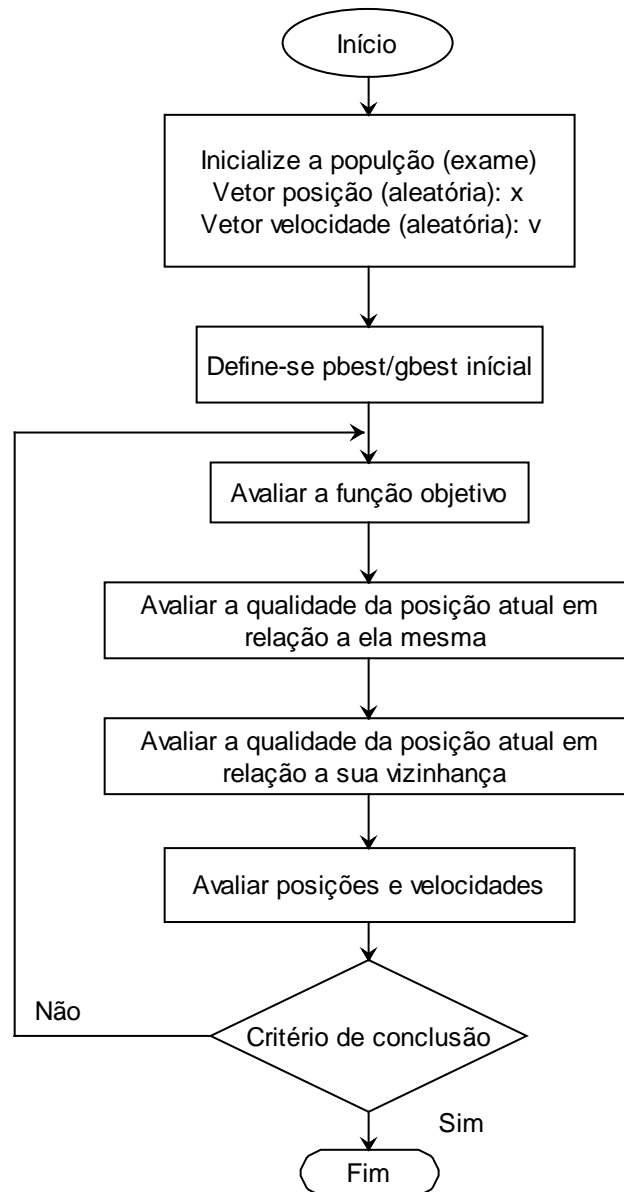 Início
Inicialize a populção (exame)
Vetor posição (aleatória): x
Vetor velocidade (aleatória): v
Define-se pbest/gbest inícial
Avaliar a função objetivo
Avaliar a qualidade da posição atual em
relação a ela mesma
Avaliar a qualidade da posição atual em
relação a sua vizinhança
Avaliar posições e velocidades
Não
Critério de conclusão
Sim
Fim